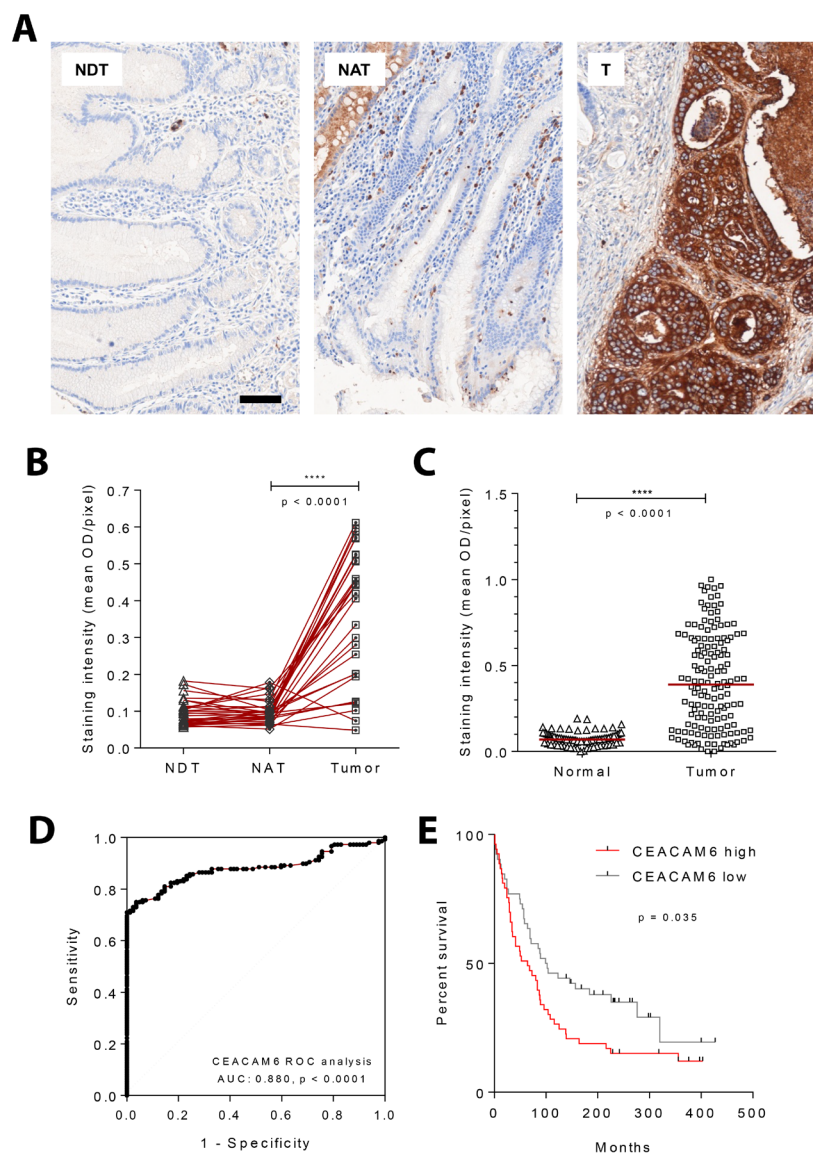 A
NDT
NAT
T
B
Staining intensity (mean OD/pixel)
0.7
0.6
0.5
0.4
0.3
0.2
0.1
0.0
****
p < 0.0001
NDT
NAT
Tumor
C
Staining intensity (mean OD/pixel)
1.5
1.0
0.5
0.0
****
p < 0.0001
Normal
Tumor
D
Sensitivity
1.0
0.8
0.6
0.4
0.2
0.0
CEACAM6 ROC analysis
AUC: 0.880, p < 0.0001
0.0
0.2
0.4
0.6
0.8
1.0
1 - Specificity
E
Percent survival
100
50
0
CEACAM6 high
CEACAM6 low
p = 0.035
0
100
200
300
400
500
Months